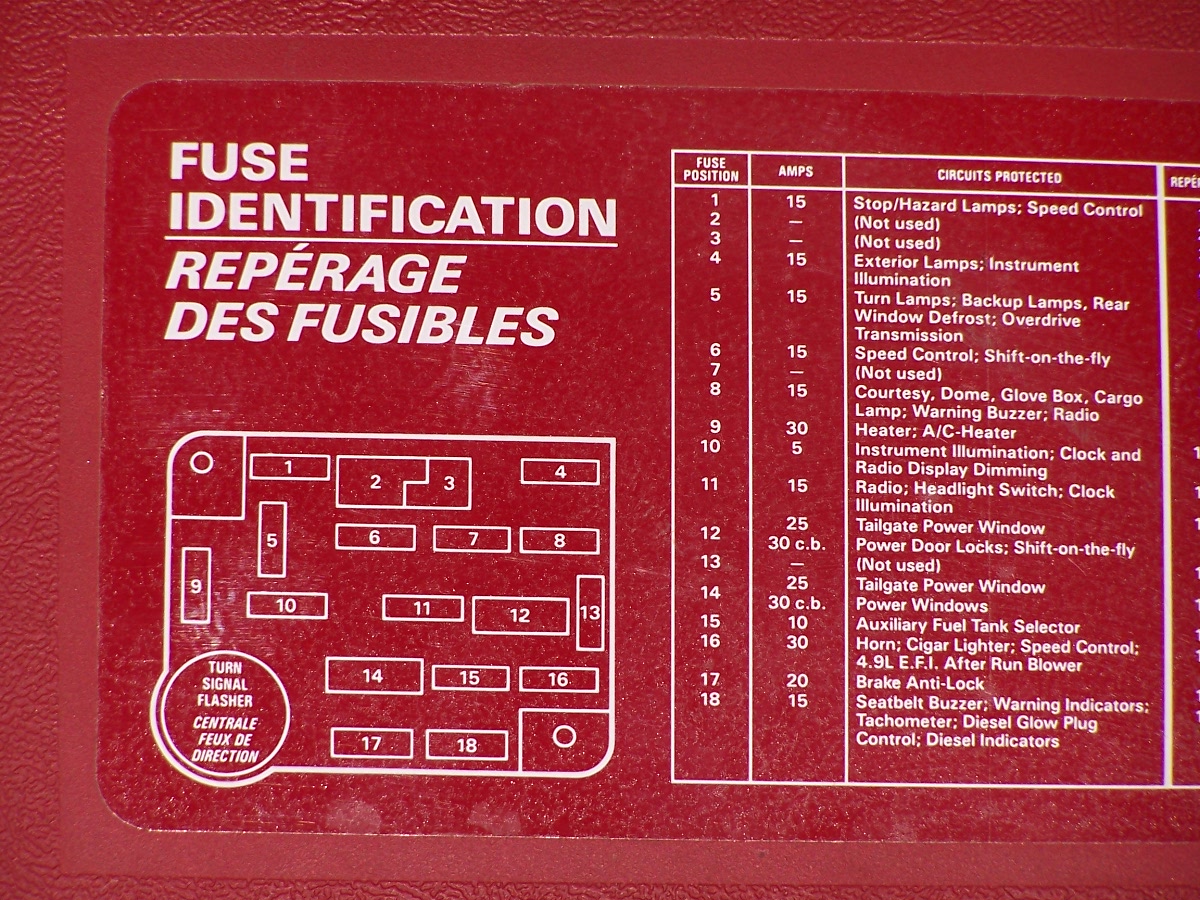 FUSE
IDENTIFICATION
REPÉRAGE
DES FUSIBLES
1
2
3
4
5
6
7
8
9
10
11
12
13
14
15
16
17
18
TURN
SIGNAL
FLASHER
CENTRALE
FEUX DE
DIRECTION
FUSE POSITION AMPS CIRCUITS PROTECTED
1 15 Stop/Hazard Lamps; Speed Control
2 — (Not used)
3 — (Not used)
4 15 Exterior Lamps; Instrument
Illumination
5 15 Turn Lamps; Backup Lamps, Rear
Window Defrost; Overdrive
Transmission
6 15 Speed Control; Shift-on-the-fly
7 — (Not used)
8 15 Courtesy, Dome, Glove Box, Cargo
Lamp; Warning Buzzer; Radio
9 30 Heater; A/C-Heater
10 5 Instrument Illumination; Clock and
Radio Display Dimming
11 15 Radio; Headlight Switch; Clock
Illumination
12 25 Tailgate Power Window
30 c.b. Power Door Locks; Shift-on-the-fly
13 — (Not used)
14 25 Tailgate Power Window
30 c.b. Power Windows
15 10 Auxiliary Fuel Tank Selector
16 30 Horn; Cigar Lighter; Speed Control;
4.9L E.F.I. After Run Blower
17 20 Brake Anti-Lock
18 15 Seatbelt Buzzer; Warning Indicators;
Tachometer; Diesel Glow Plug
Control; Diesel Indicators